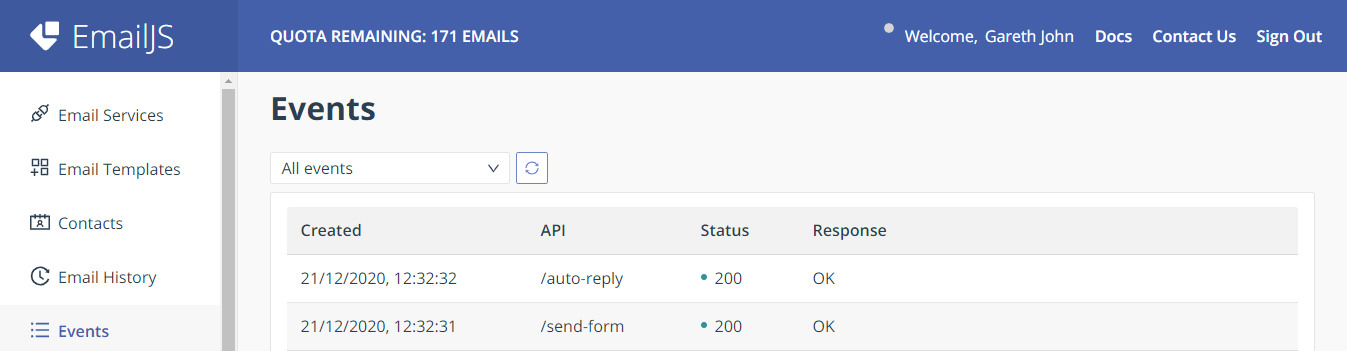 EmailJS
QUOTA REMAINING: 171 EMAILS
Welcome, Gareth John
Docs
Contact Us
Sign Out
Email Services
Email Templates
Contacts
Email History
Events
Events
All events
Created API Status Response
21/12/2020, 12:32:32 /auto-reply 200 OK
21/12/2020, 12:32:31 /send-form 200 OK